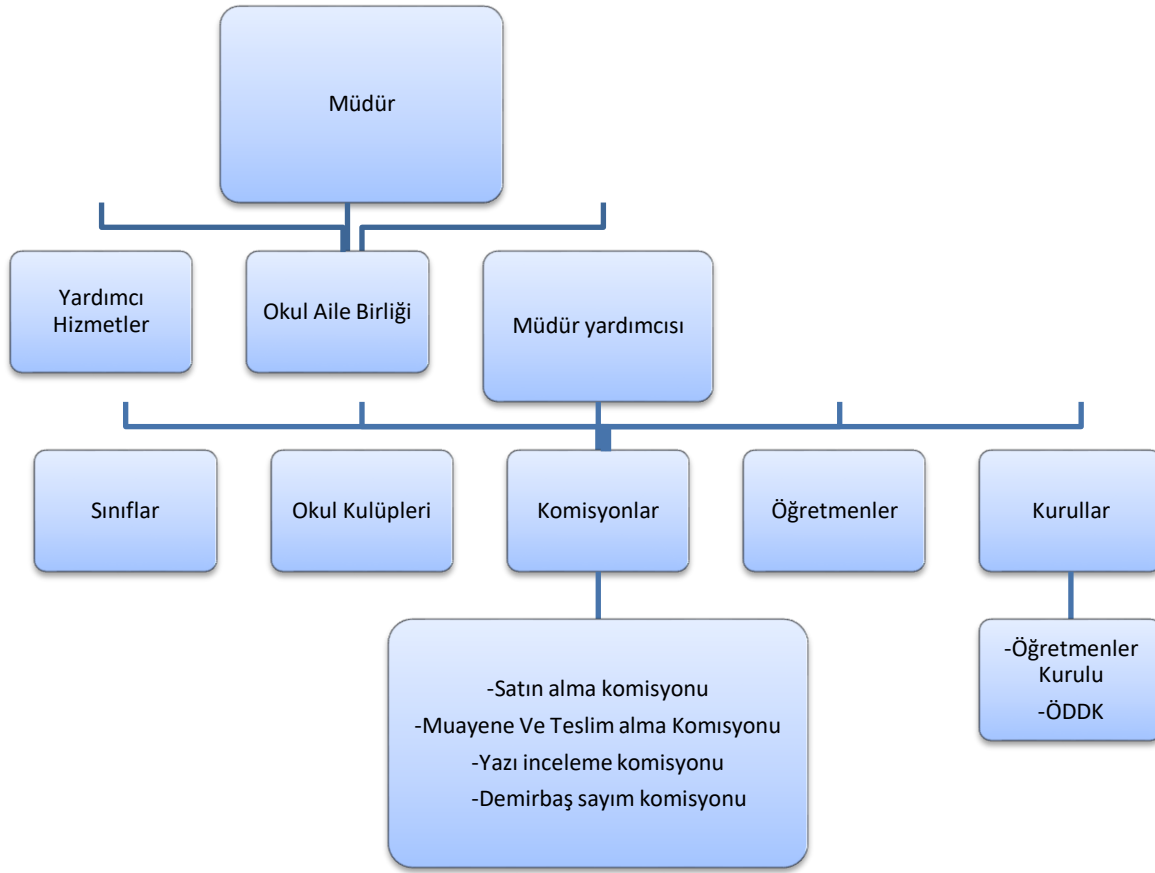 Müdür
Yardımcı
Hizmetler
Okul Aile Birliği
Müdür yardımcısı
Sınıflar
Okul Kulüpleri
Komisyonlar
Öğretmenler
Kurullar
-Satın alma komisyonu
-Muayene Ve Teslim alma Komısyonu
-Yazı inceleme komisyonu
-Demirbaş sayım komisyonu
-Öğretmenler
Kurulu
-ÖDDK